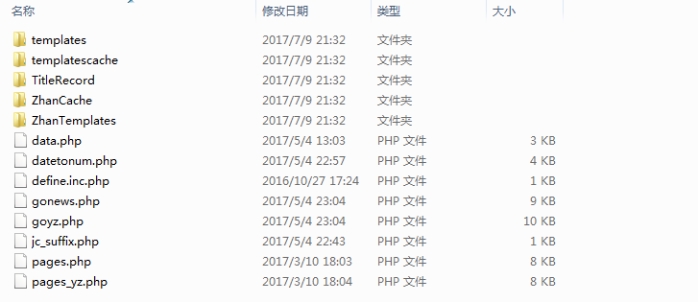 名称 修改日期 类型 大小
templates 2017/7/9 21:32 文件夹
templatescache 2017/7/9 21:32 文件夹
TitleRecord 2017/7/9 21:32 文件夹
ZhanCache 2017/7/9 21:32 文件夹
ZhanTemplates 2017/7/9 21:32 文件夹
data.php 2017/5/4 13:03 PHP 文件 3 KB
datetonum.php 2017/5/4 22:57 PHP 文件 4 KB
define.inc.php 2016/10/27 17:24 PHP 文件 1 KB
gonews.php 2017/5/4 23:04 PHP 文件 9 KB
goyz.php 2017/5/4 23:04 PHP 文件 10 KB
jc_suffix.php 2017/5/4 22:43 PHP 文件 1 KB
pages.php 2017/3/10 18:03 PHP 文件 8 KB
pages_yz.php 2017/3/10 18:04 PHP 文件 8 KB